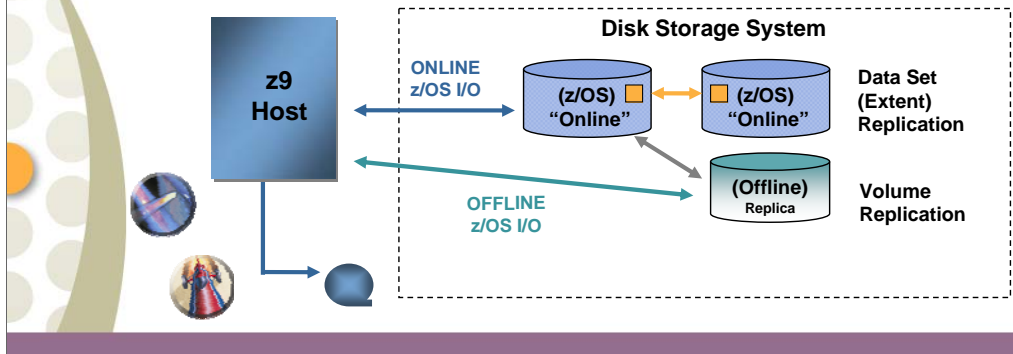 Disk Storage System
z9
Host
ONLINE
z/OS I/O
(z/OS)
“Online”
(z/OS)
“Online”
Data Set
(Extent)
Replication
OFFLINE
z/OS I/O
(Offline)
Replica
Volume
Replication